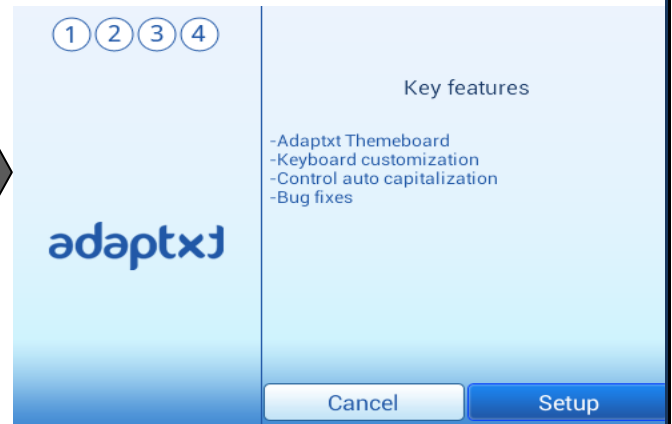 1 2 3 4
adaptxt
Key features
-Adaptxt Themeboard
-Keyboard customization
-Control auto capitalization
-Bug fixes
Cancel
Setup